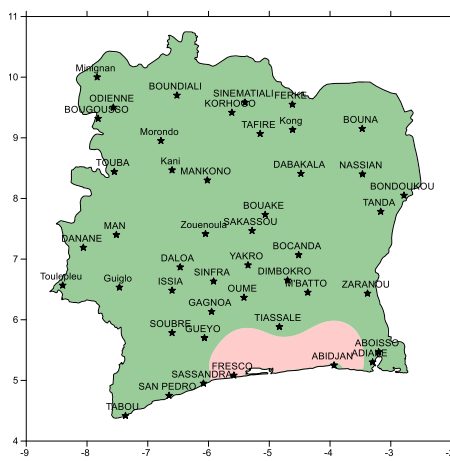 11
10
9
8
7
6
5
4
-9
-8
-7
-6
-5
-4
-3
Minignan
ODIENNE
BOUGOUSSO
BOUNDIALI
SINEMATIALI
FERKE
KORHOGO
TAFIRE
Kong
BOUNA
Morondo
TOUBA
Kani
MANKONO
DABAKALA
NASSIAN
BONDOUKOU
TANDA
BOUAKE
SAKASSOU
Zouenoula
MAN
DANANE
BOCANDA
YAKRO
DALOA
SINFRA
DIMBOKRO
M'BATTO
ZARANOU
Toulepleu
Guiglo
ISSIA
OUME
GAGNOA
TIASSALE
SOUBRE
GUEYO
ABOISSO
ADIAKE
ABIDJAN
FRESCO
SASSANDRA
SAN PEDRO
TABOU